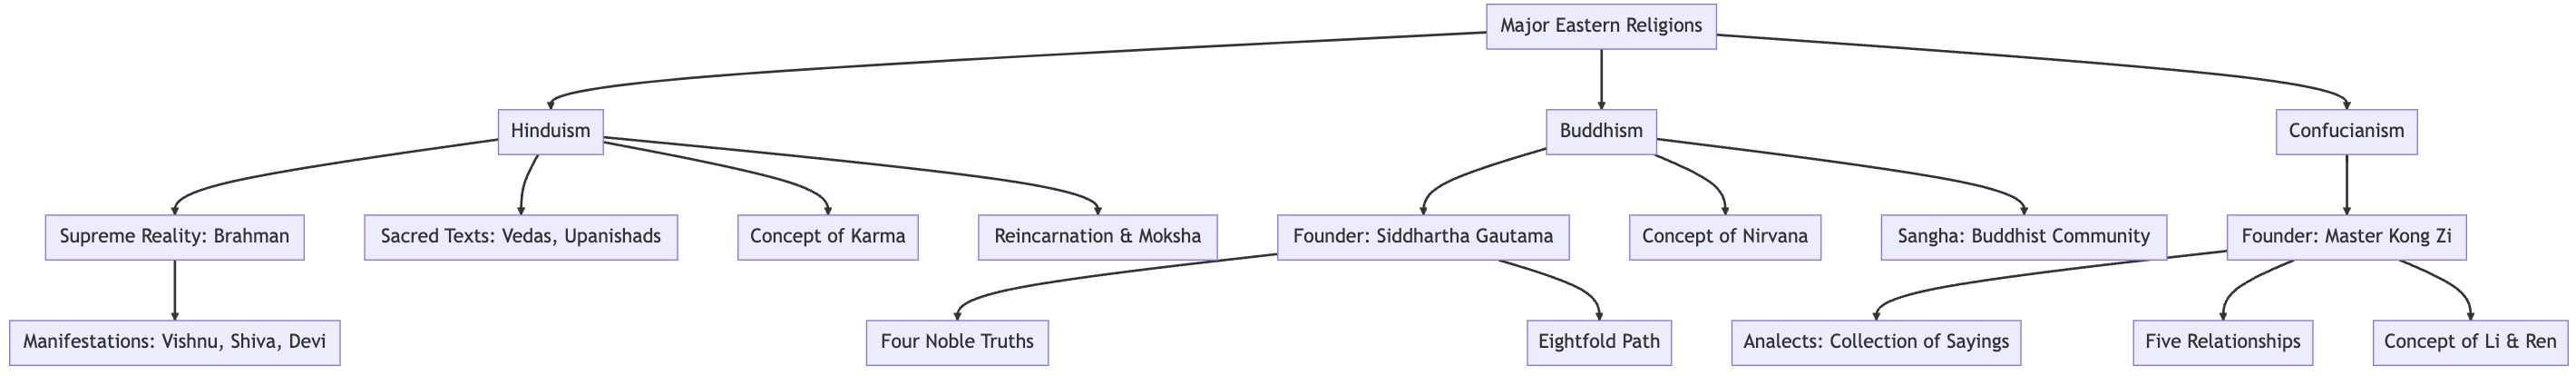 Major Eastern Religions
Hinduism
Buddhism
Confucianism
Supreme Reality: Brahman
Sacred Texts: Vedas, Upanishads
Concept of Karma
Reincarnation & Moksha
Founder: Siddhartha Gautama
Concept of Nirvana
Sangha: Buddhist Community
Founder: Master Kong Zi
Manifestations: Vishnu, Shiva, Devi
Four Noble Truths
Eightfold Path
Analects: Collection of Sayings
Five Relationships
Concept of Li & Ren